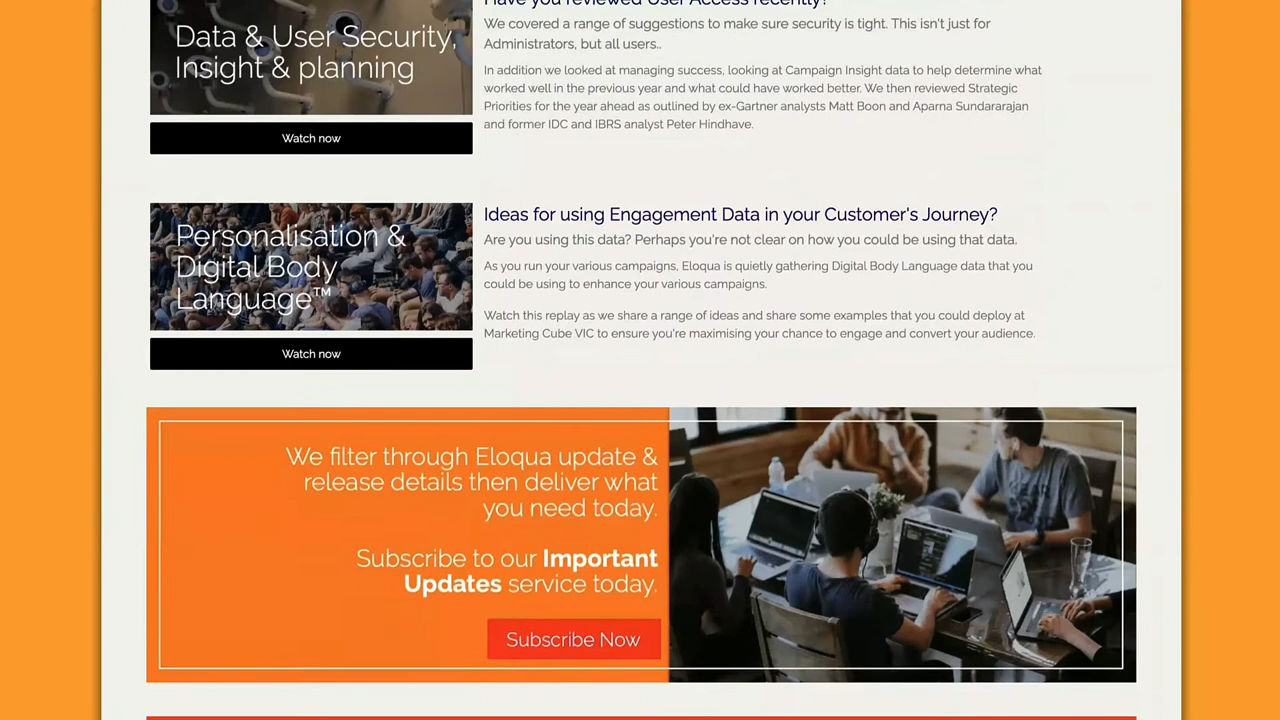 Have you reviewed User Access recently?
Data & User Security,
Insight & planning
We covered a range of suggestions to make sure security is tight. This isn't just for
Administrators, but all users..
In addition we looked at managing success, looking at Campaign Insight data to help determine what
worked well in the previous year and what could have worked better. We then reviewed Strategic
Priorities for the year ahead as outlined by ex-Gartner analysts Matt Boon and Aparna Sundararajan
and former IDC and IBRS analyst Peter Hindhave.
Watch now
Personalisation &
Digital Body
Language™
Ideas for using Engagement Data in your Customer's Journey?
Are you using this data? Perhaps you're not clear on how you could be using that data.
As you run your various campaigns, Eloqua is quietly gathering Digital Body Language data that you
could be using to enhance your various campaigns.
Watch this replay as we share a range of ideas and share some examples that you could deploy at
Marketing Cube VIC to ensure you're maximising your chance to engage and convert your audience.
Watch now
We filter through Eloqua update &
release details then deliver what
you need today.
Subscribe to our Important
Updates service today.
Subscribe Now